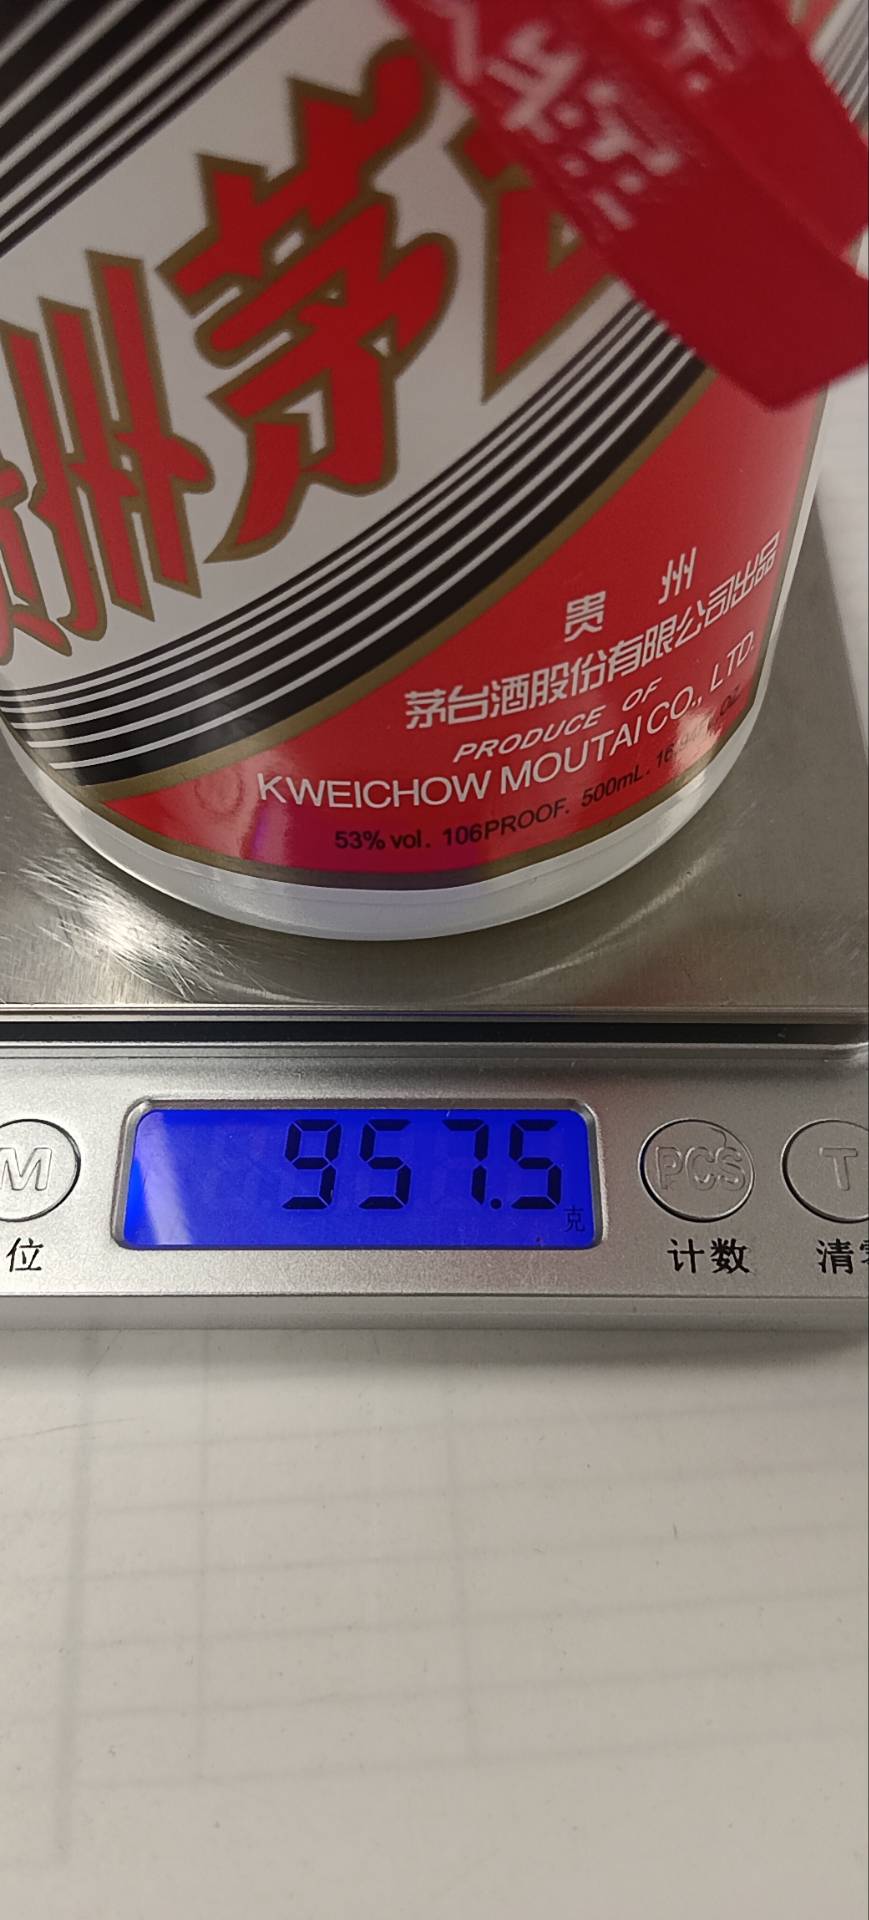 州茅
贵州
茅台酒股份有限公司出品
PRODUCE OF
KWEICHOW MOUTAI CO., LTD.
53% vol. 106PROOF. 500mL.
957.5
克
M
PCS
T
位
计数
清